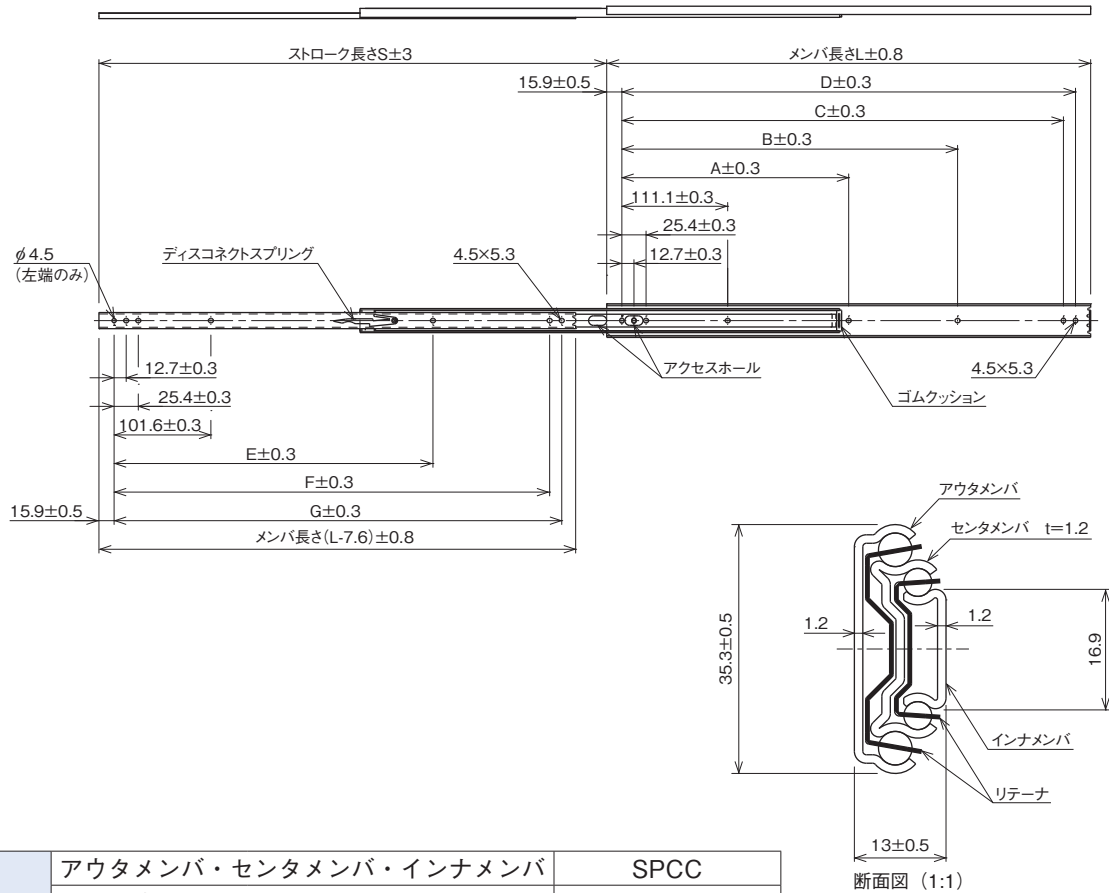 ストローク長さS±3
メンバ長さL±0.8
15.9±0.5
D±0.3
C±0.3
B±0.3
A±0.3
111.1±0.3
25.4±0.3
12.7±0.3
φ4.5
(左端のみ)
ディスコネクトスプリング
4.5×5.3
アクセスホール
4.5×5.3
ゴムクッション
12.7±0.3
25.4±0.3
101.6±0.3
E±0.3
F±0.3
G±0.3
15.9±0.5
メンバ長さ(L-7.6)±0.8
アウタメンバ
センタメンバ t=1.2
1.2
1.2
35.3±0.5
16.9
インナメンバ
リテーナ
13±0.5
断面図 (1:1)
アウタメンバ・センタメンバ・インナメンバ SPCC